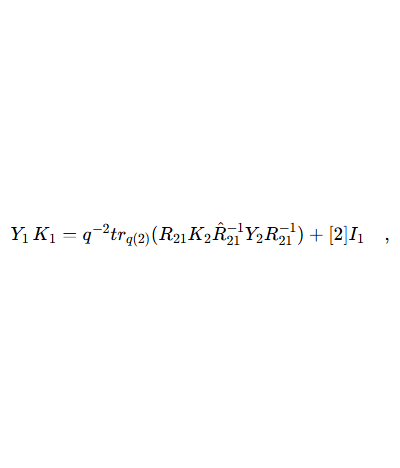 Y_1 K_1 = q^{-2} tr_{q(2)}(R_{21} K_2 \hat{R}_{21}^{-1} Y_2 R_{21}^{-1}) + [2] I_1 ,